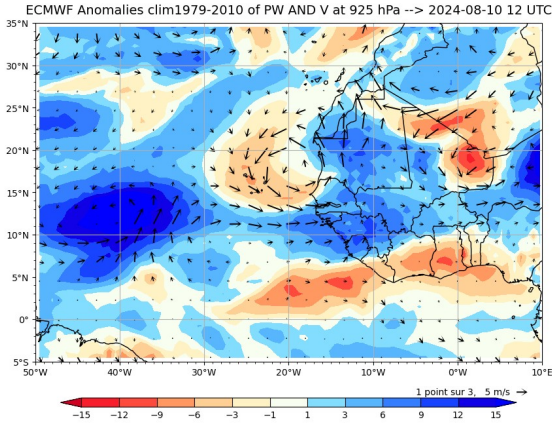 ECMWF Anomalies clim1979-2010 of PW AND V at 925 hPa --> 2024-08-10 12 UTC
35°N
30°N
25°N
20°N
15°N
10°N
5°N
0°
5°S
50°W 40°W 30°W 20°W 10°W 0°W 10°E
1 point sur 3, 5 m/s
−15 −12 −9 −6 −3 −1 1 3 6 9 12 15